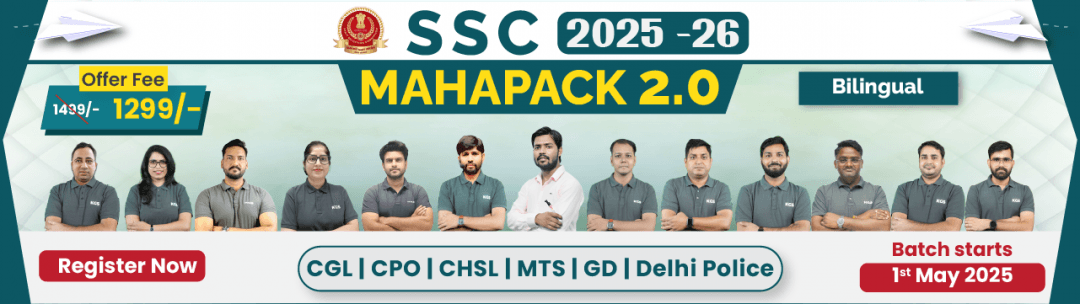 SSC 2025 -26
MAHAPACK 2.0
Offer Fee
1499/- 1299/-
Bilingual
Register Now
CGL | CPO | CHSL | MTS | GD | Delhi Police
Batch starts
1st May 2025